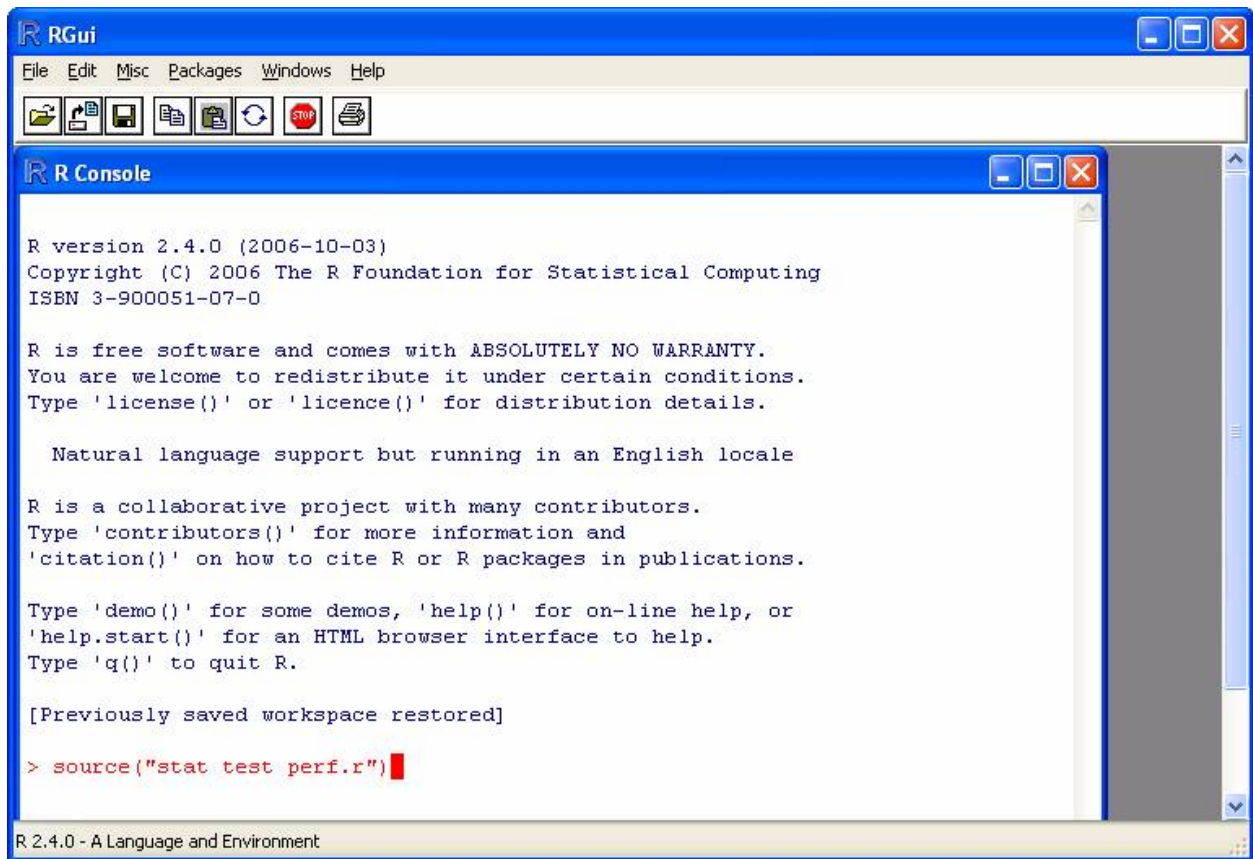 RGui
File Edit Misc Packages Windows Help
STOP
R Console
R version 2.4.0 (2006-10-03)
Copyright (C) 2006 The R Foundation for Statistical Computing
ISBN 3-900051-07-0
R is free software and comes with ABSOLUTELY NO WARRANTY.
You are welcome to redistribute it under certain conditions.
Type 'license()' or 'licence()' for distribution details.
Natural language support but running in an English locale
R is a collaborative project with many contributors.
Type 'contributors()' for more information and
'citation()' on how to cite R or R packages in publications.
Type 'demo()' for some demos, 'help()' for on-line help, or
'help.start()' for an HTML browser interface to help.
Type 'q()' to quit R.
[Previously saved workspace restored]
> source("stat test perf.r")
R 2.4.0 - A Language and Environment